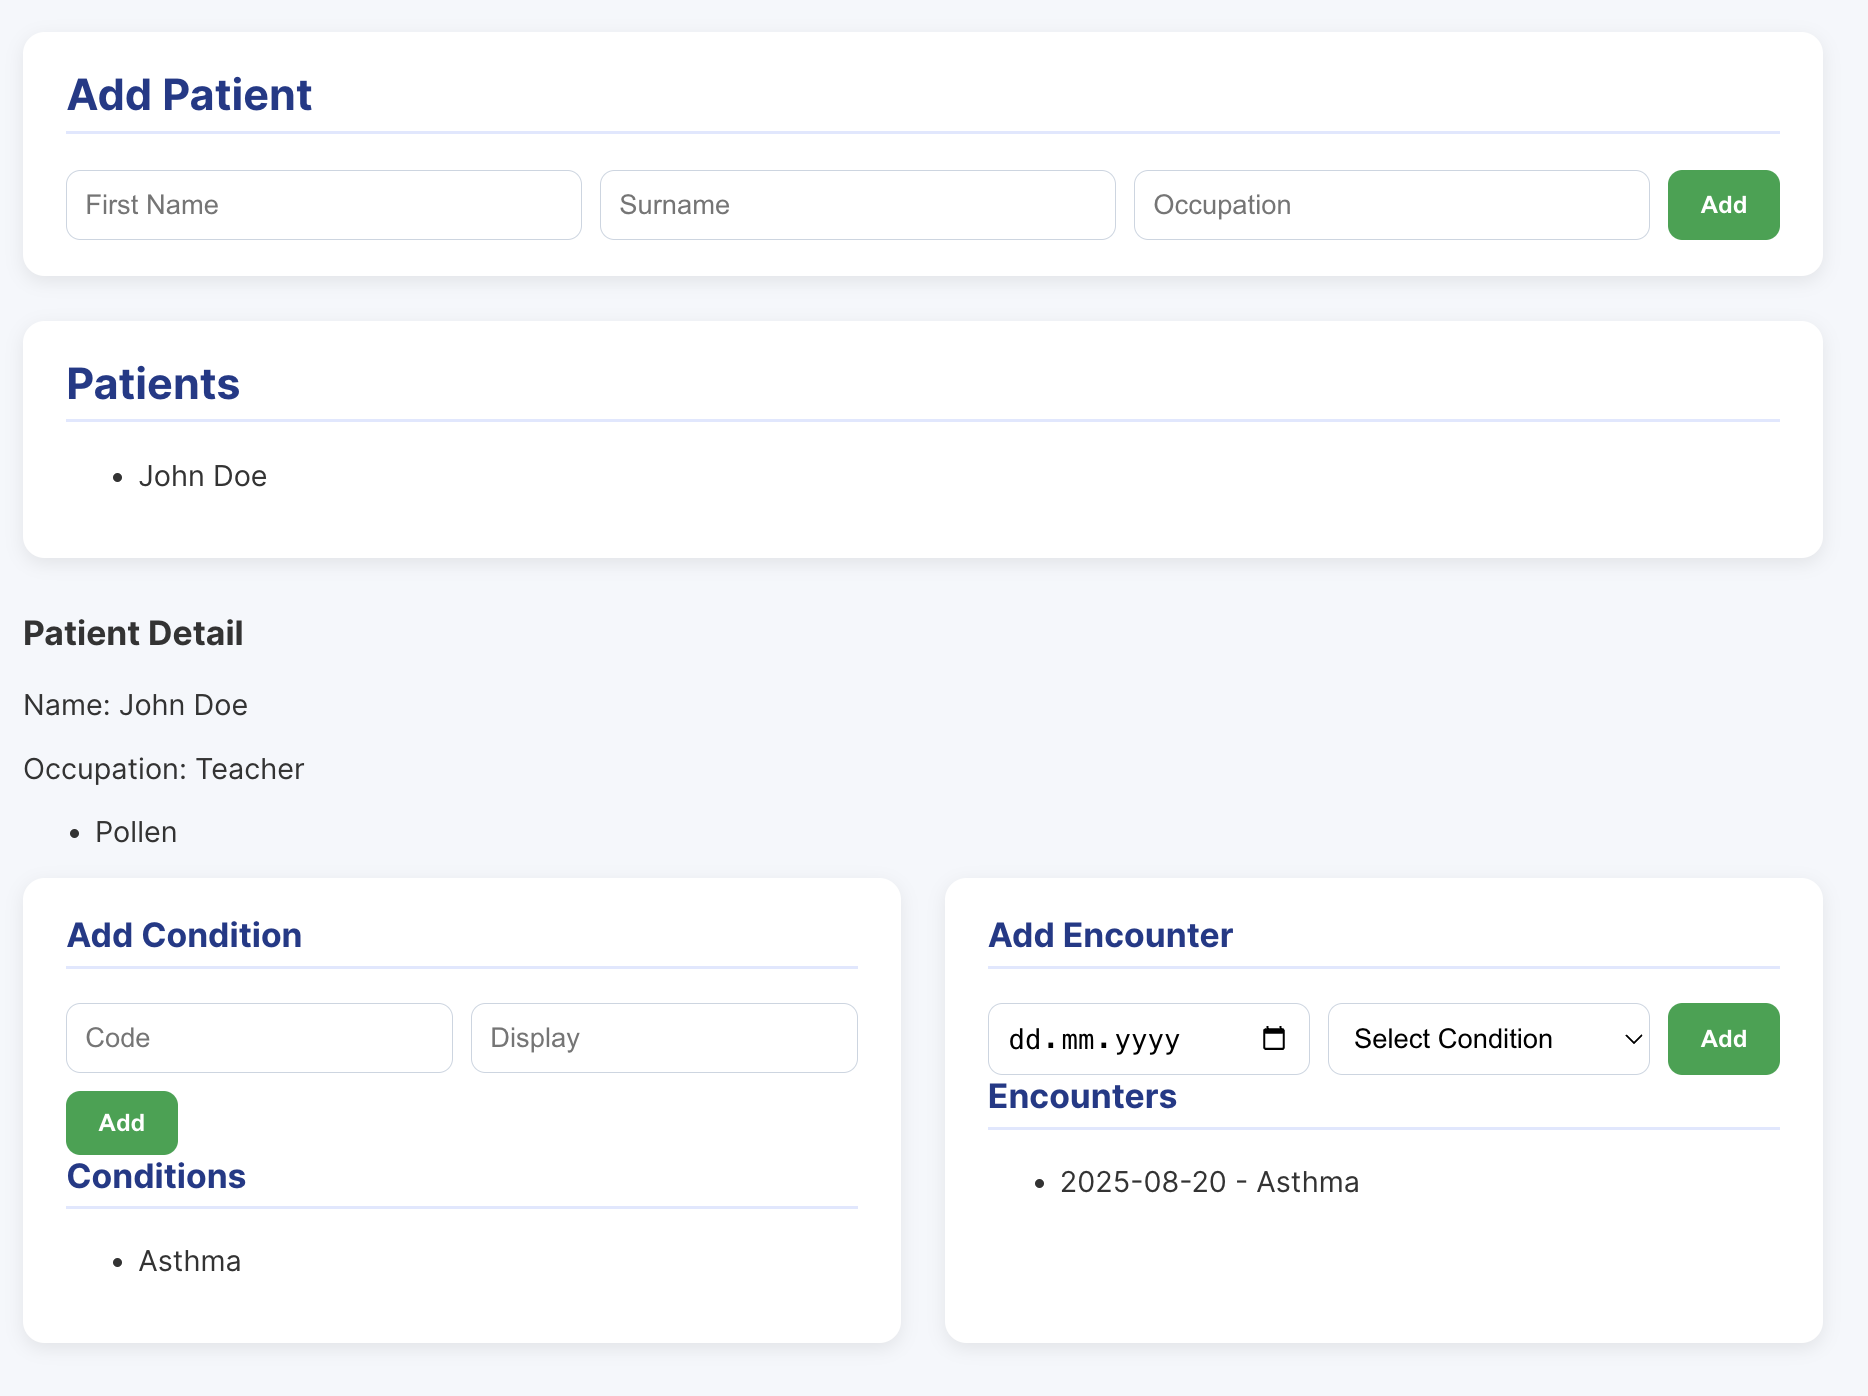 Add Patient
First Name Surname Occupation Add
Patients
John Doe
Patient Detail
Name: John Doe
Occupation: Teacher
Pollen
Add Condition
Code Display
Add
Conditions
Asthma
Add Encounter
dd.mm.yyyy Select Condition Add
Encounters
2025-08-20 - Asthma